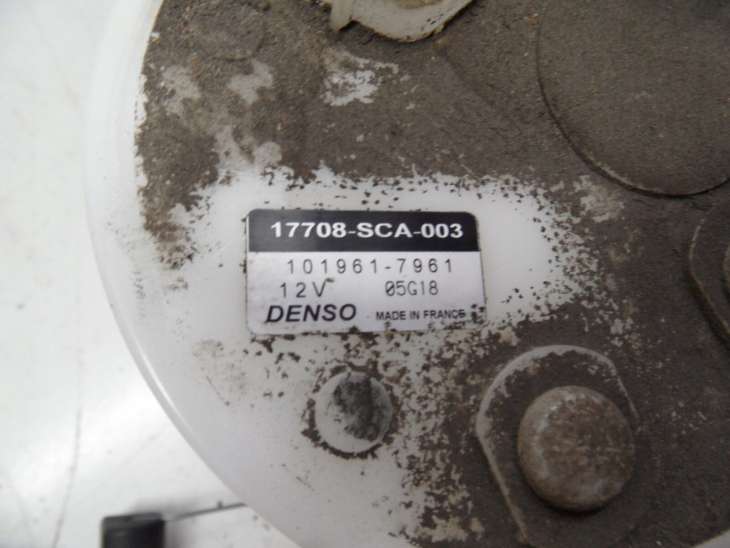 17708-SCA-003
101961-7961
12V 05G18
DENSO MADE IN FRANCE